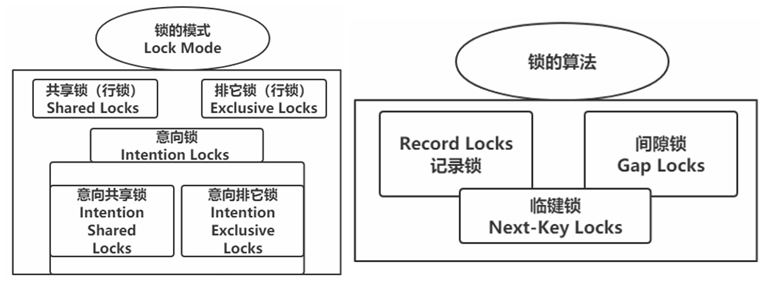 锁的模式
Lock Mode
共享锁（行锁）
Shared Locks
排它锁（行锁）
Exclusive Locks
意向锁
Intention Locks
意向共享锁
Intention
Shared
Locks
意向排它锁
Intention
Exclusive
Locks
锁的算法
Record Locks
记录锁
间隙锁
Gap Locks
临键锁
Next-Key Locks